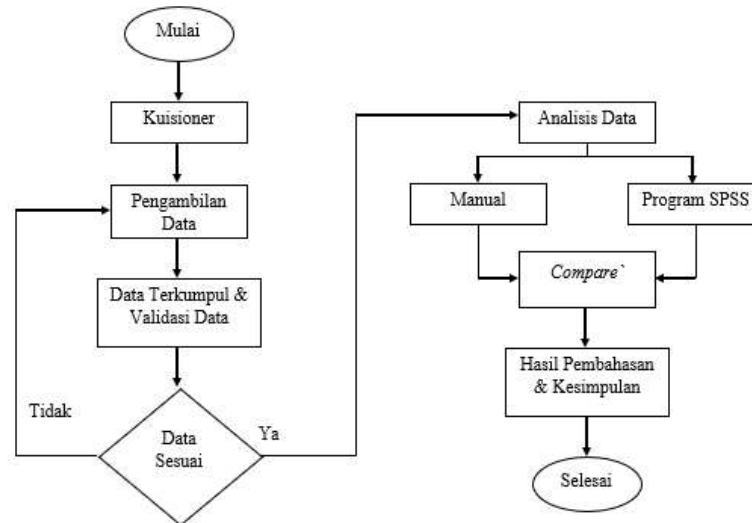 Mulai
Kuisioner
Pengambilan
Data
Data Terkumpul &
Validasi Data
Tidak
Data
Sesuai
Ya
Analisis Data
Manual
Program SPSS
Compare`
Hasil Pembahasan
& Kesimpulan
Selesai